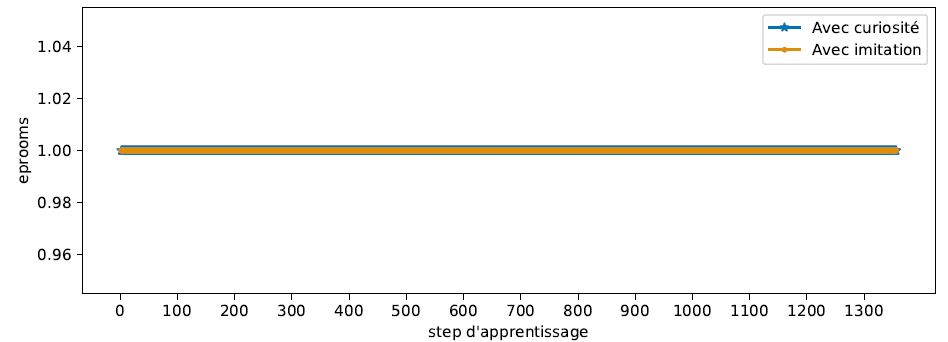 Avec curiosité
Avec imitation
1.04
1.02
1.00
0.98
0.96
eprooms
0 100 200 300 400 500 600 700 800 900 1000 1100 1200 1300
step d'apprentissage